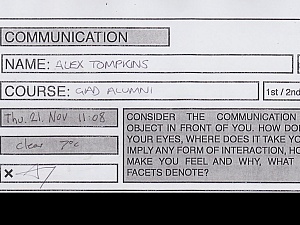 COMMUNICATION
NAME: ALEX TOMPKINS
COURSE: GAD ALUMNI
1st / 2nd
Thu. 21. Nov 11:08
clear 7°c
x
CONSIDER THE COMMUNICATION
OBJECT IN FRONT OF YOU. HOW DO
YOUR EYES, WHERE DOES IT TAKE YO
IMPLY ANY FORM OF INTERACTION, HO
MAKE YOU FEEL AND WHY, WHAT
FACETS DENOTE?